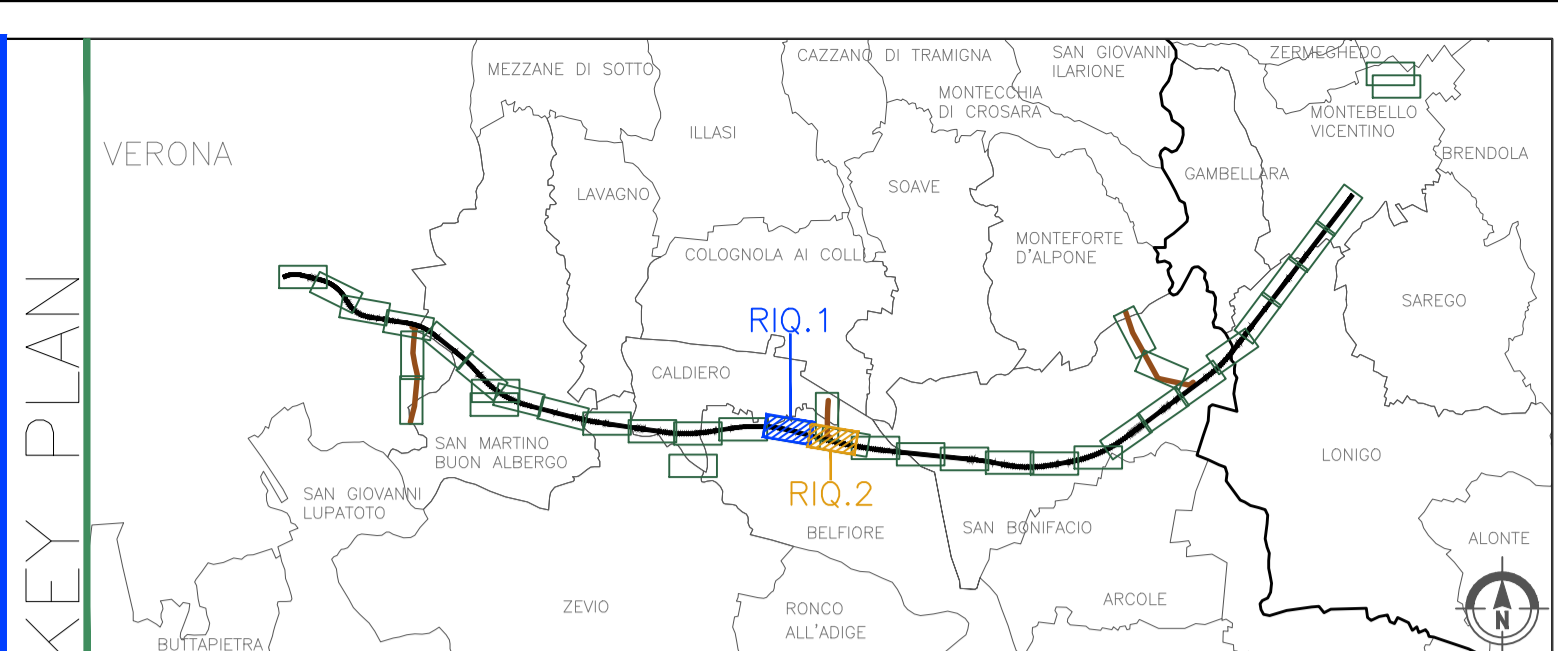 KEY PLAN
MEZZANE DI SOTTO
CAZZANO DI TRAMIGNA
SAN GIOVANNI
ILARIONE
ZERMEGHEDO
MONTECCHIA
DI CROSARA
MONTEBELLO
VICENTINO
ILLASI
VERONA
BRENDOLA
GAMBELLARA
SOAVE
LAVAGNO
MONTEFORTE
D'ALPONE
COLOGNOLA AI COLLI
SAREGO
RIQ.1
CALDIERO
SAN MARTINO
BUON ALBERGO
LONIGO
SAN GIOVANNI
LUPATOTO
RIQ.2
BELFIORE
SAN BONIFACIO
ALONTE
ZEVIO
RONCO
ALL'ADIGE
ARCOLE
N
BUTTAPIETRA